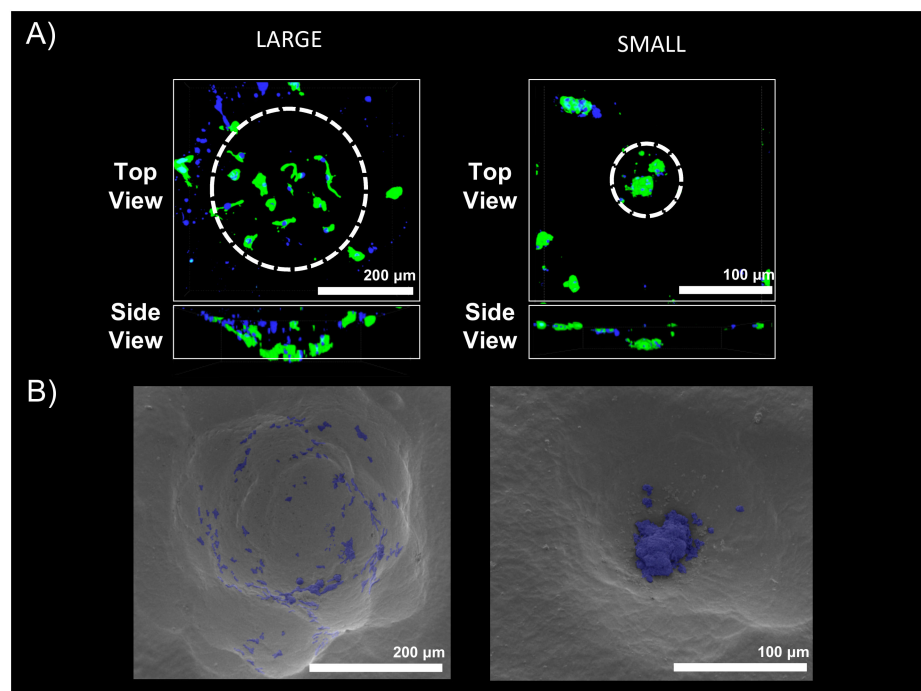 A)
LARGE
SMALL
Top
View
200 µm
Top
View
100 µm
Side
View
Side
View
B)
200 µm
100 µm